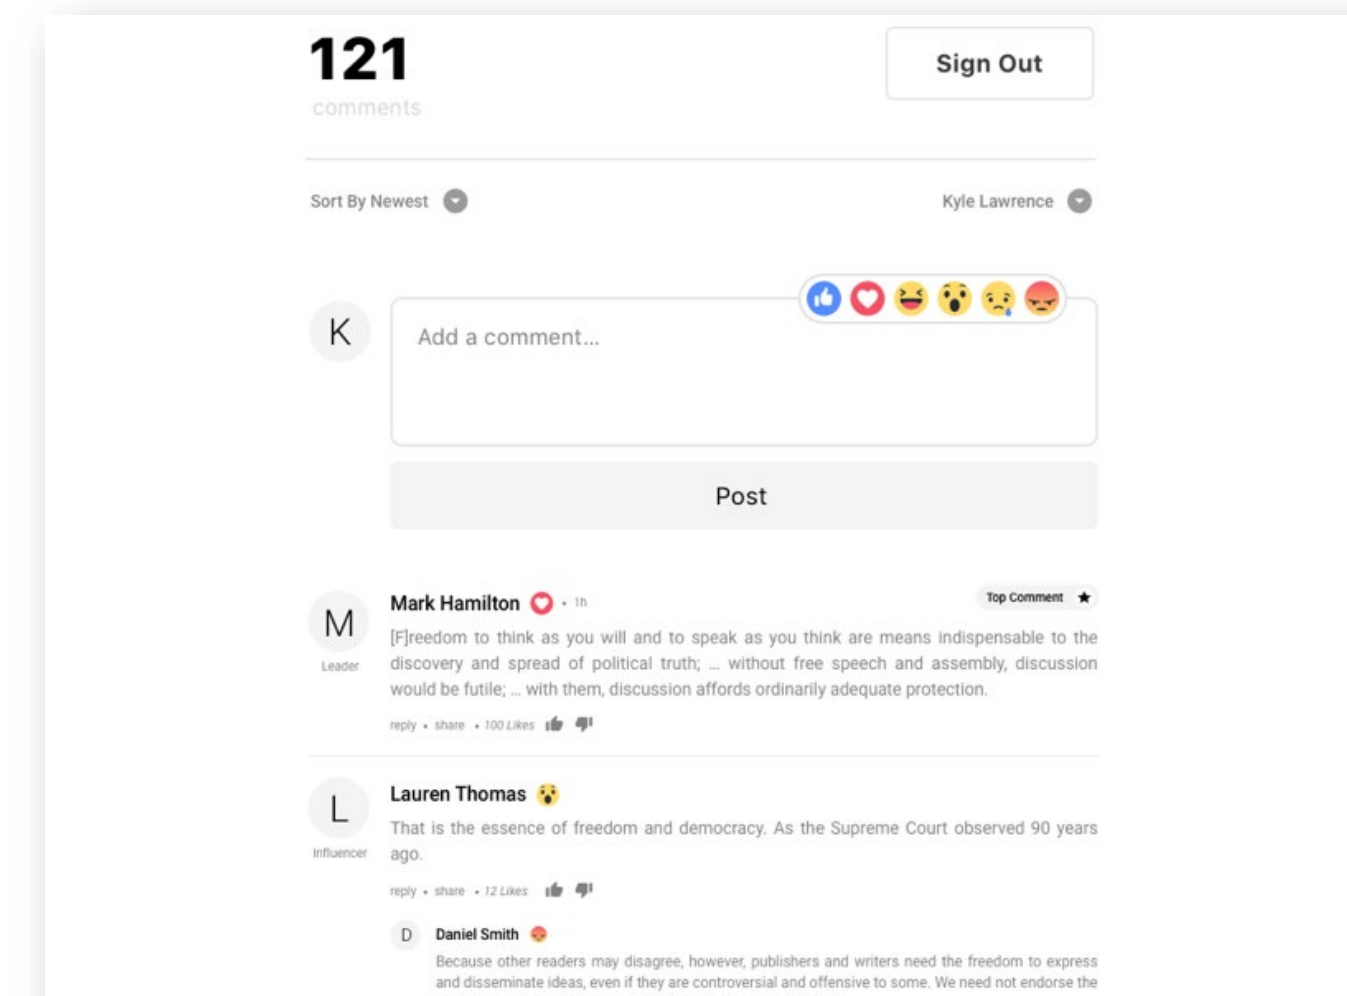 121
Sign Out
comments
Sort By Newest
Kyle Lawrence
K
Add a comment...
Post
M
Mark Hamilton • 1h
Top Comment
Leader
[F]reedom to think as you will and to speak as you think are means indispensable to the
discovery and spread of political truth; ... without free speech and assembly, discussion
would be futile; ... with them, discussion affords ordinarily adequate protection.
reply • share • 100 Likes
L
Lauren Thomas
Influencer
That is the essence of freedom and democracy. As the Supreme Court observed 90 years
ago.
reply • share • 12 Likes
D
Daniel Smith
Because other readers may disagree, however, publishers and writers need the freedom to express
and disseminate ideas, even if they are controversial and offensive to some. We need not endorse the